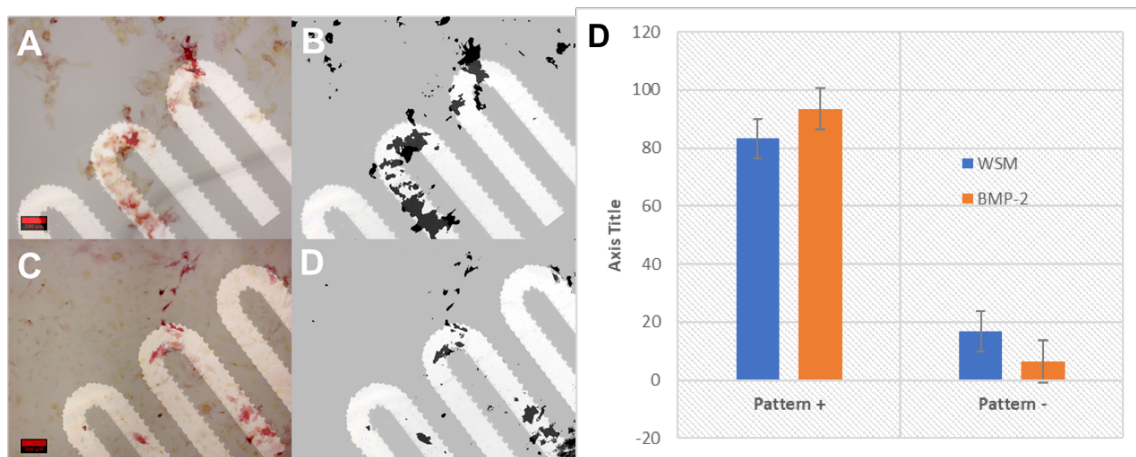 A
B
C
D
D
120
100
80
60
40
20
0
-20
Axis Title
Pattern +
Pattern -
WSM
BMP-2